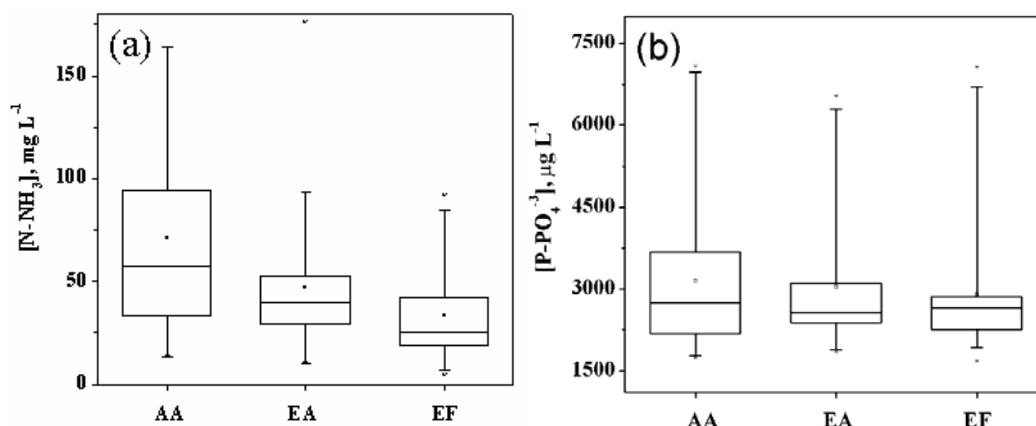 (a)
[N-NH₃], mg L⁻¹
150
100
50
0
AA EA EF
(b)
[P-PO₄⁻³], µg L⁻¹
7500
6000
4500
3000
1500
AA EA EF